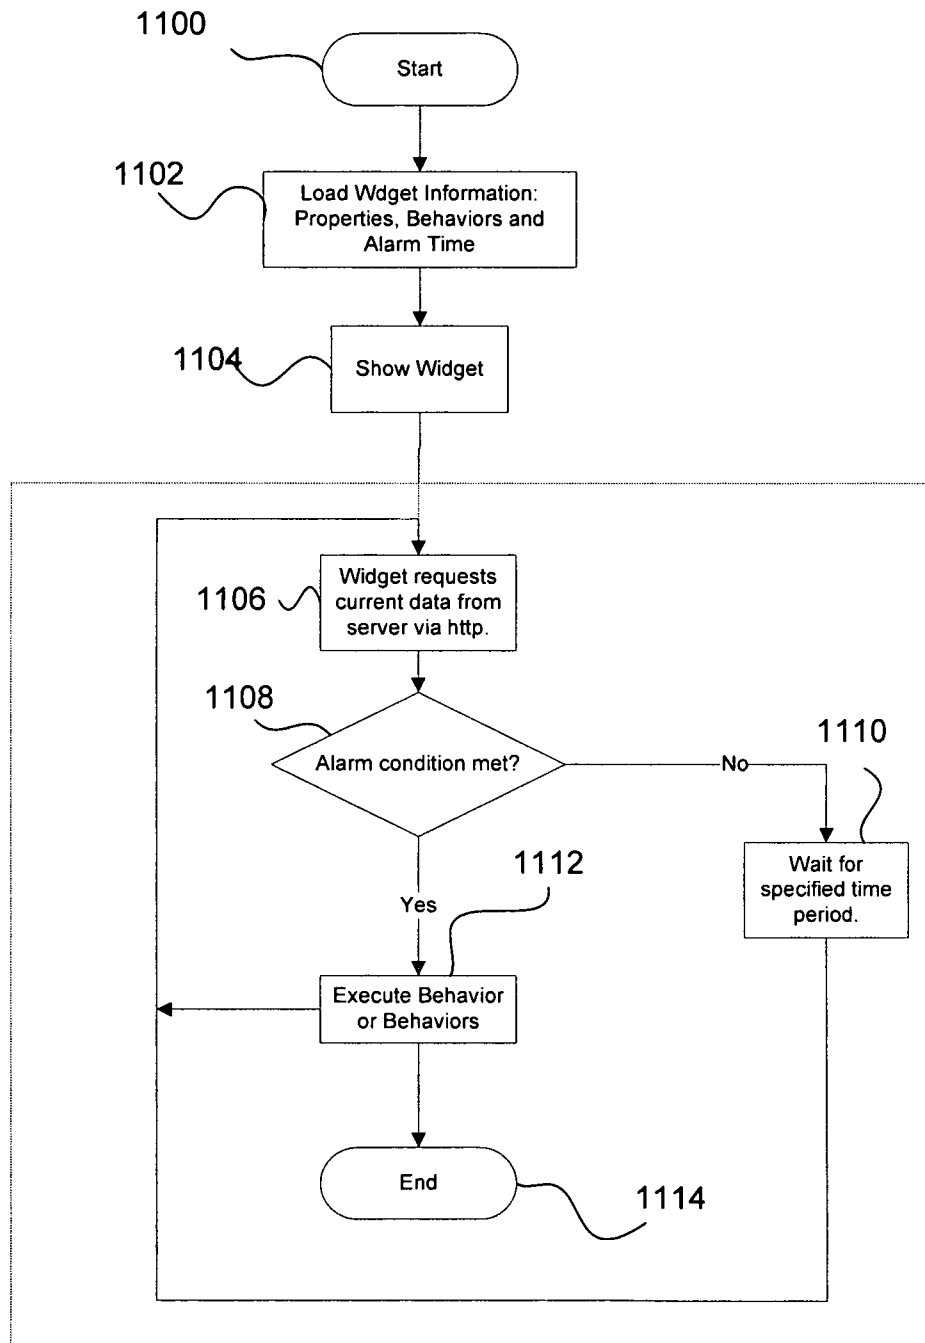 1100
Start
1102
Load Wdget Information:
Properties, Behaviors and
Alarm Time
1104
Show Widget
Widget requests
current data from
server via http.
1106
1108
Alarm condition met?
No
1110
Wait for
specified time
period.
Yes
1112
Execute Behavior
or Behaviors
End
1114